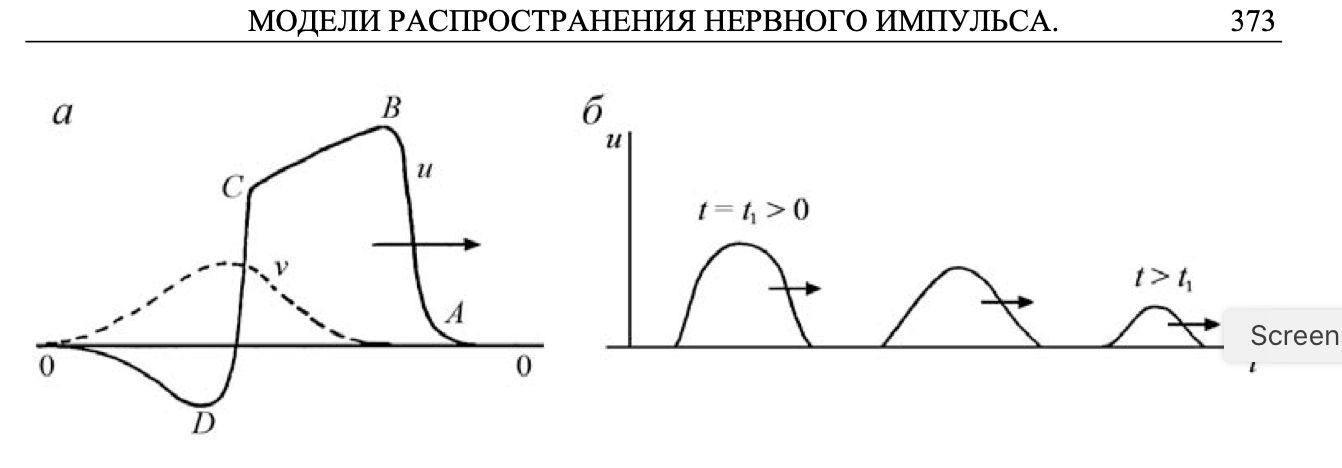 МОДЕЛИ РАСПРОСТРАНЕНИЯ НЕРВНОГО ИМПУЛЬСА. 373
а
B
C
u
v
A
0
0
D
б
u
t = t₁ > 0
t > t₁
Screen